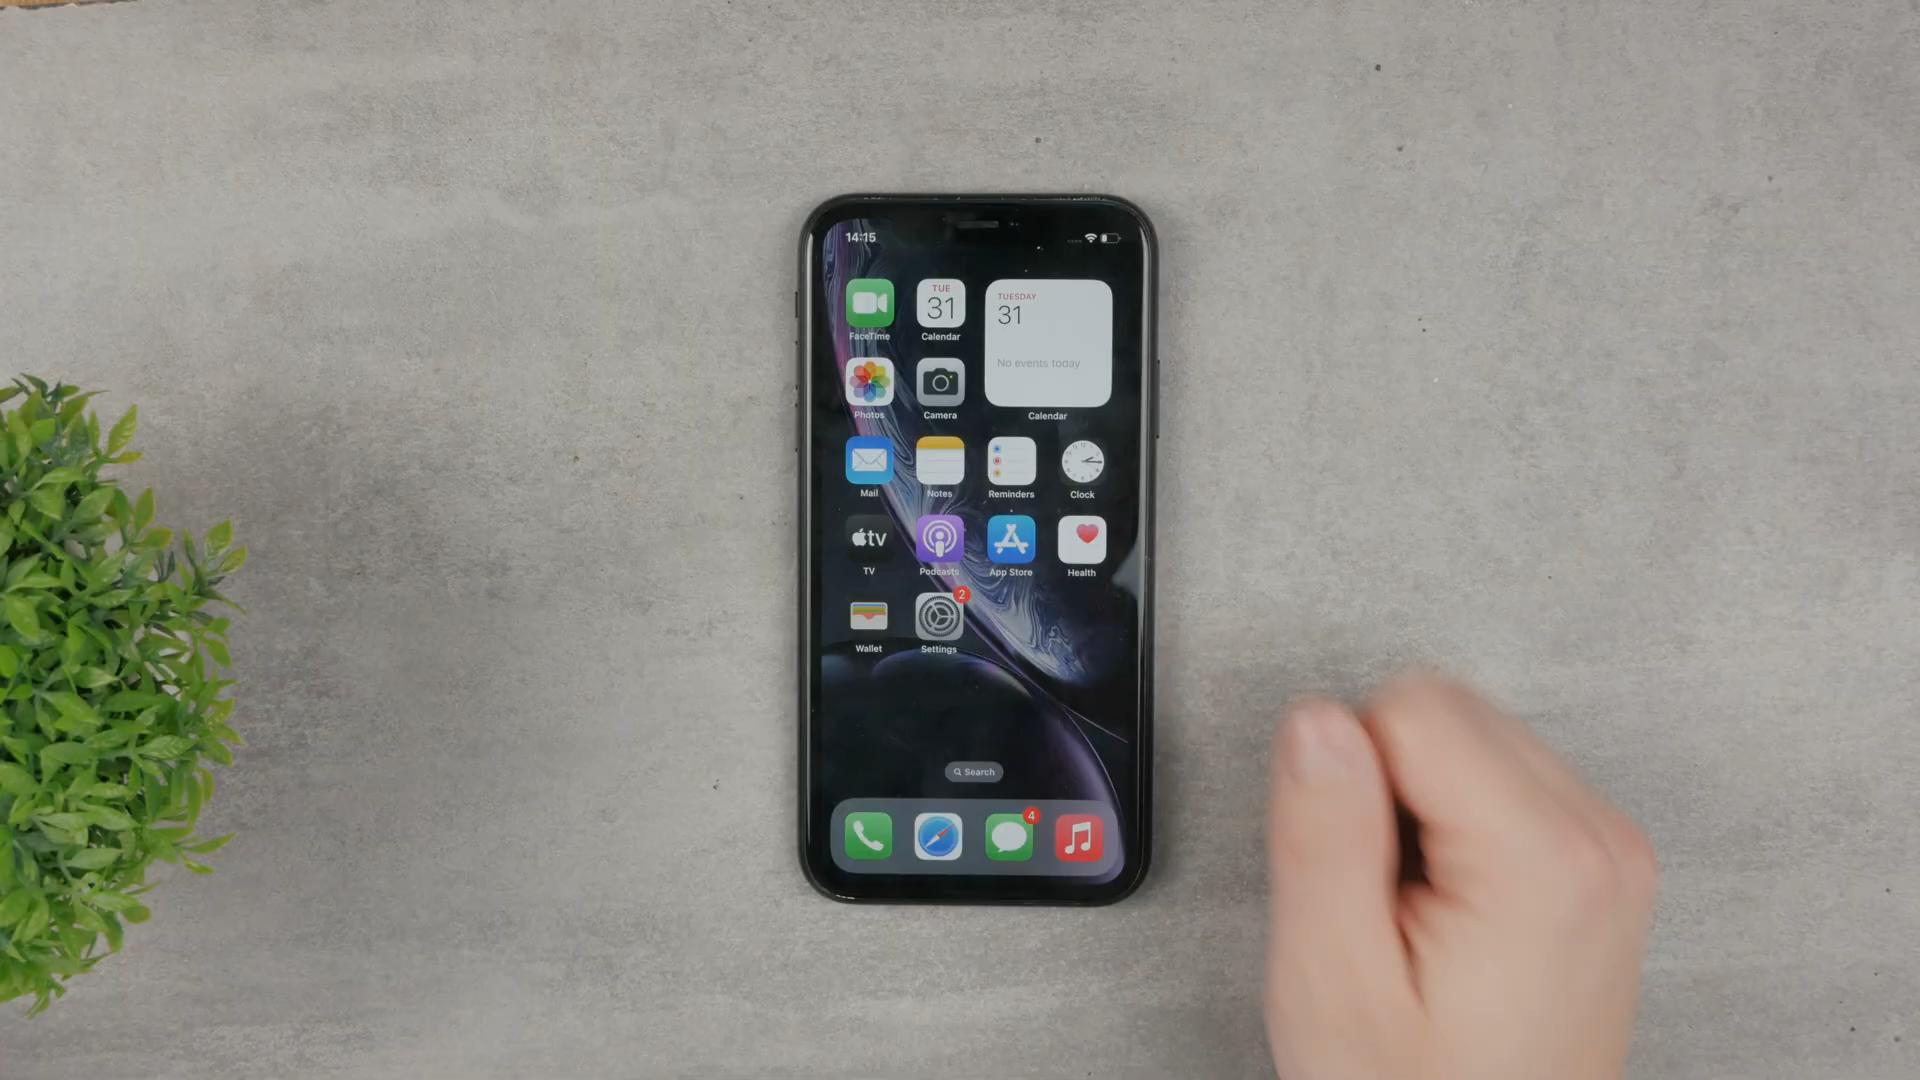 14:15
TUE
31
TUESDAY
31
No events today
FaceTime
Calendar
Photos
Camera
Calendar
Mail
Notes
Reminders
Clock
tv
TV
Podcasts
App Store
Health
2
Wallet
Settings
Search
4